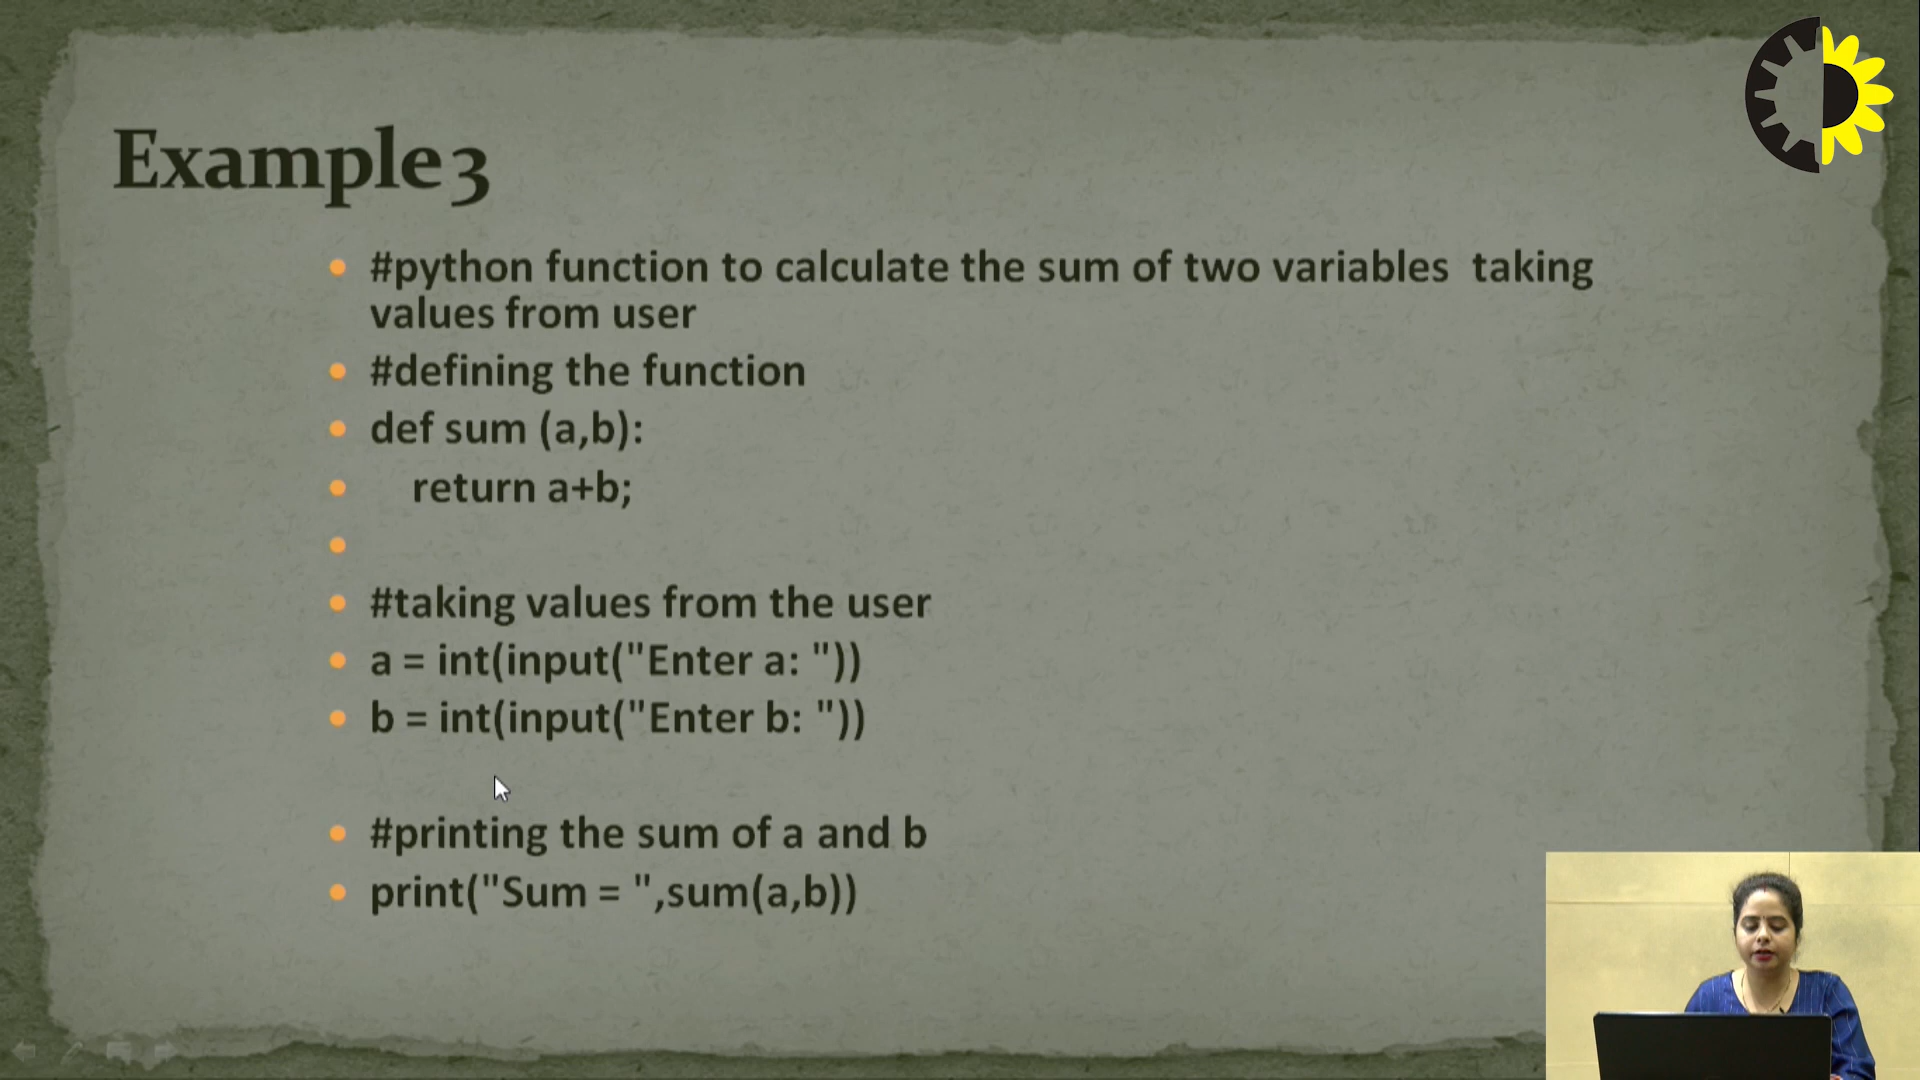 Example 3
#python function to calculate the sum of two variables  taking
values from user
#defining the function
def sum (a,b):
return a+b;
#taking values from the user
a = int(input("Enter a: "))
b = int(input("Enter b: "))
#printing the sum of a and b
print("Sum = ",sum(a,b))